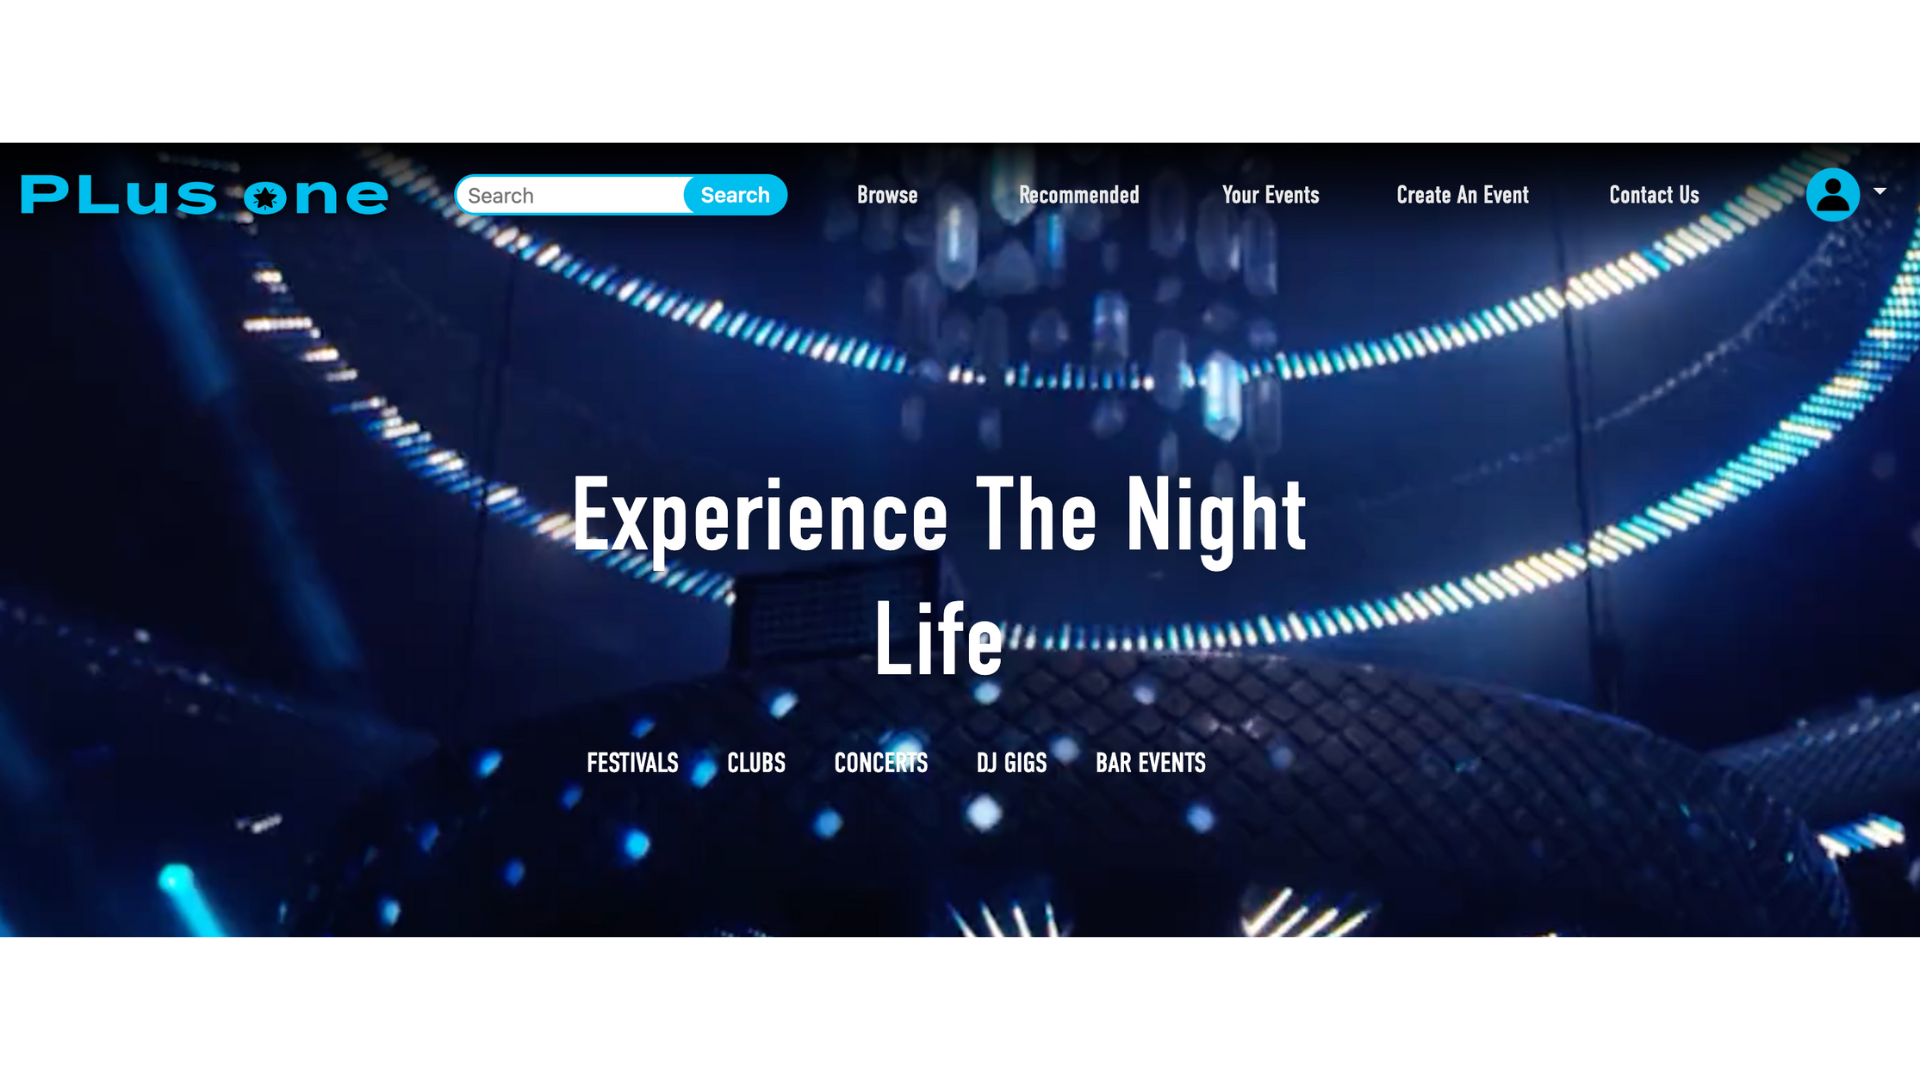 PLus one
Search Search Browse Recommended Your Events Create An Event Contact Us
Experience The Night
Life
FESTIVALS CLUBS CONCERTS DJ GIGS BAR EVENTS